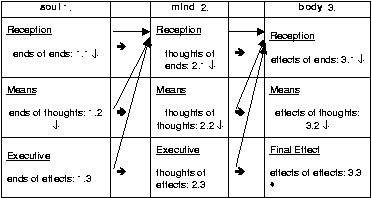 soul 1. mind 2. body 3.
Reception
ends of ends: 1.1 ↓
Reception
thoughts of
ends: 2.1 ↓
Reception
effects of ends: 3.1 ↓
Means
ends of thoughts: 1.2
↓
Means
thoughts of
thoughts: 2.2 ↓
Means
effects of thoughts:
3.2 ↓
Executive
ends of effects: 1.3
Executive
thoughts of
effects: 2.3
Final Effect
effects of effects: 3.3